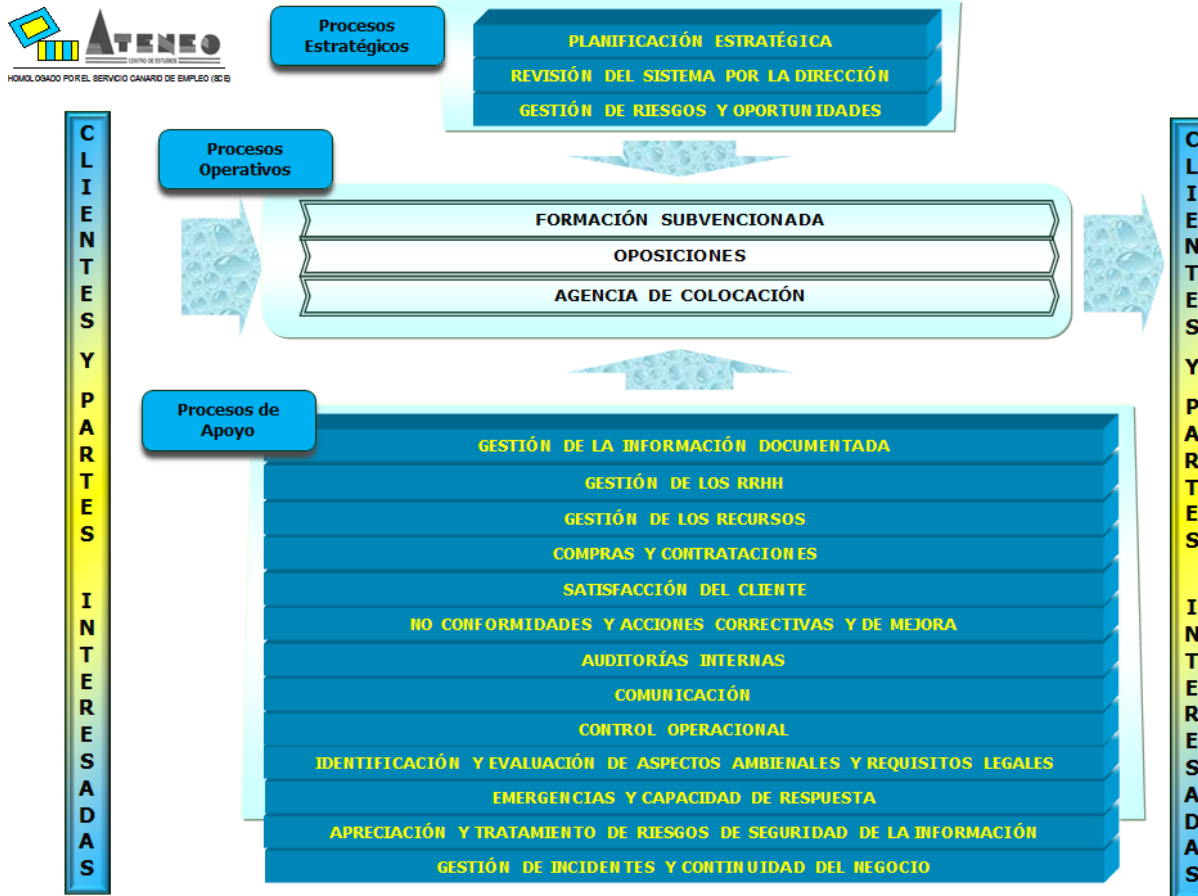 ATENEO
CENTRO DE ESTUDIOS
HOMOLOGADO POR EL SERVICIO CANARIO DE EMPLEO (SCE)
Procesos
Estratégicos
PLANIFICACIÓN ESTRATÉGICA
REVISIÓN DEL SISTEMA POR LA DIRECCIÓN
GESTIÓN DE RIESGOS Y OPORTUNIDADES
CLIENTES Y PARTES INTERESADAS
Procesos
Operativos
FORMACIÓN SUBVENCIONADA
OPOSICIONES
AGENCIA DE COLOCACIÓN
Procesos de
Apoyo
GESTIÓN DE LA INFORMACIÓN DOCUMENTADA
GESTIÓN DE LOS RRHH
GESTIÓN DE LOS RECURSOS
COMPRAS Y CONTRATACIONES
SATISFACCIÓN DEL CLIENTE
NO CONFORMIDADES Y ACCIONES CORRECTIVAS Y DE MEJORA
AUDITORÍAS INTERNAS
COMUNICACIÓN
CONTROL OPERACIONAL
IDENTIFICACIÓN Y EVALUACIÓN DE ASPECTOS AMBIENALES Y REQUISITOS LEGALES
EMERGENCIAS Y CAPACIDAD DE RESPUESTA
APRECIACIÓN Y TRATAMIENTO DE RIESGOS DE SEGURIDAD DE LA INFORMACIÓN
GESTIÓN DE INCIDENTES Y CONTINUIDAD DEL NEGOCIO
CLIENTES Y PARTES INTERESADAS